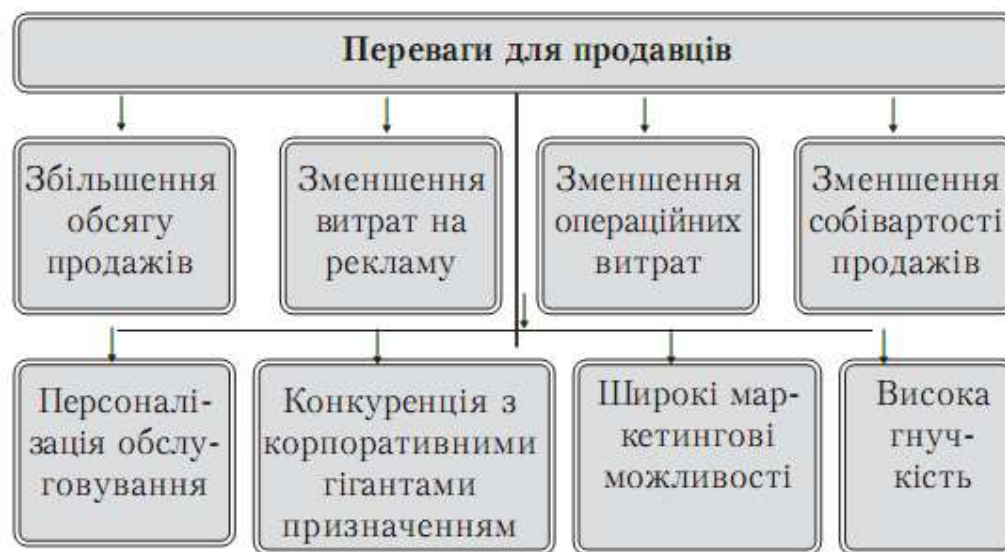 Переваги для продавців
Збільшення
обсягу
продажів
Зменшення
витрат на
рекламу
Зменшення
операційних
витрат
Зменшення
собівартості
продажів
Персоналі-
зація обслу-
говування
Конкуренція з
корпоративними
гігантами
призначенням
Широкі мар-
кетингові
можливості
Висока
гнуч-
кість